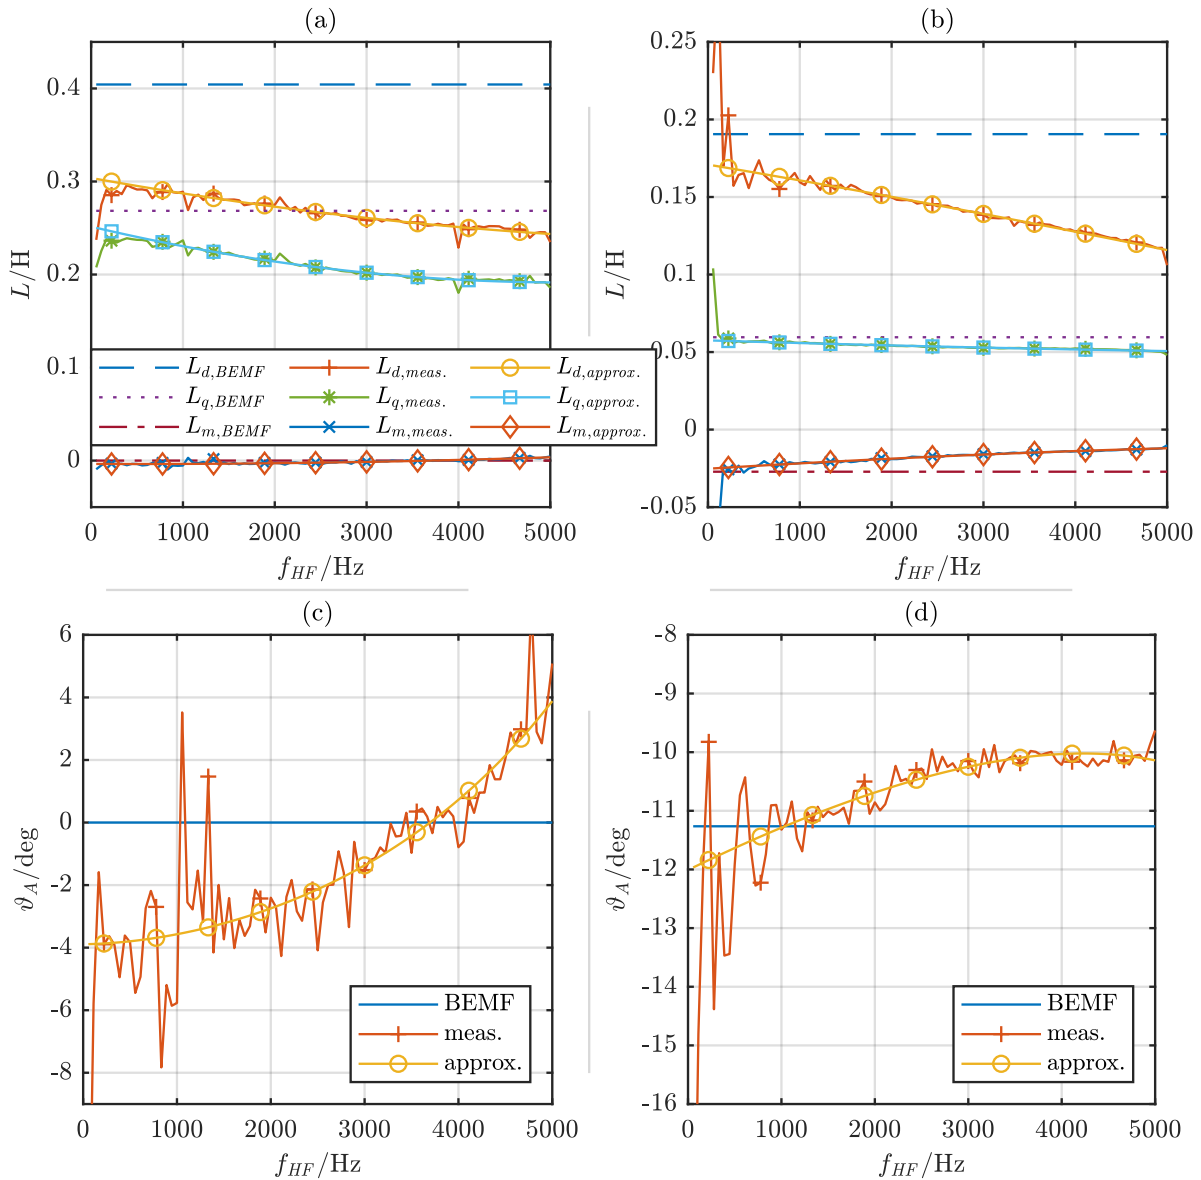 (a)
0.4
0.3
0.2
0.1
0
L/H
0 1000 2000 3000 4000 5000
f_HF/Hz
L_d,BEMF L_d,meas. L_d,approx.
L_q,BEMF L_q,meas. L_q,approx.
L_m,BEMF L_m,meas. L_m,approx.
(b)
0.25
0.2
0.15
0.1
0.05
0
-0.05
L/H
0 1000 2000 3000 4000 5000
f_HF/Hz
(c)
6
4
2
0
-2
-4
-6
-8
ϑ_A/deg
BEMF
meas.
approx.
0 1000 2000 3000 4000 5000
f_HF/Hz
(d)
-8
-9
-10
-11
-12
-13
-14
-15
-16
ϑ_A/deg
BEMF
meas.
approx.
0 1000 2000 3000 4000 5000
f_HF/Hz